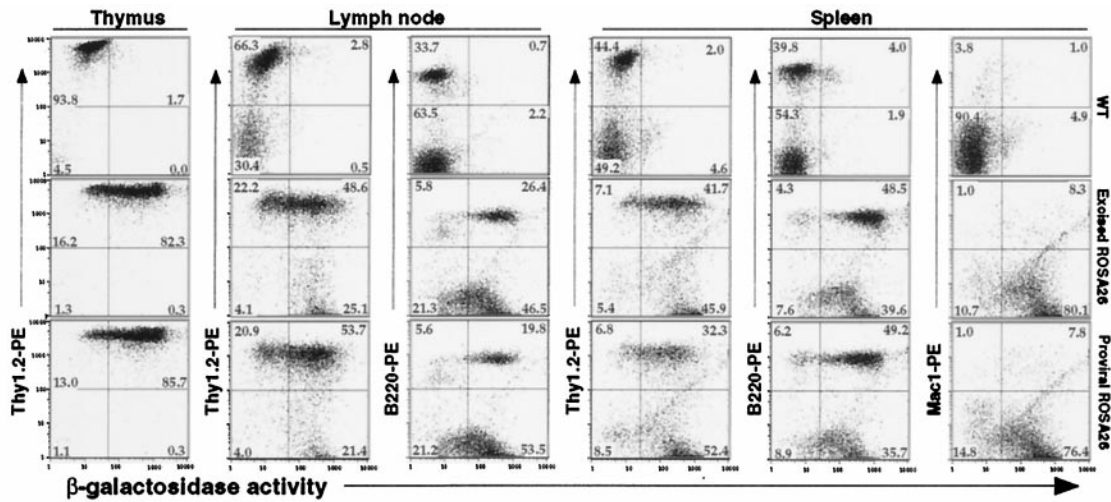 Thymus Lymph node Spleen
66.3 2.8 33.7 0.7 44.4 2.0 39.8 4.0 3.8 1.0
93.8 1.7 63.5 2.2 54.3 1.9 90.4 4.9
4.5 0.0 30.4 0.5 49.2 4.6
WT
22.2 48.6 5.8 26.4 7.1 41.7 4.3 48.5 1.0 8.3
16.2 82.3
1.3 0.3 4.1 25.1 21.3 46.5 5.4 45.9 7.6 39.6 10.7 80.1
Excised ROSA26
20.9 53.7 5.6 19.8 6.8 32.3 6.2 49.2 1.0 7.8
13.0 85.7
1.1 0.3 4.0 21.4 21.2 53.5 8.5 52.4 8.9 35.7 14.8 76.4
Proviral ROSA26
Thy1.2-PE Thy1.2-PE B220-PE Thy1.2-PE B220-PE Mac1-PE
β-galactosidase activity